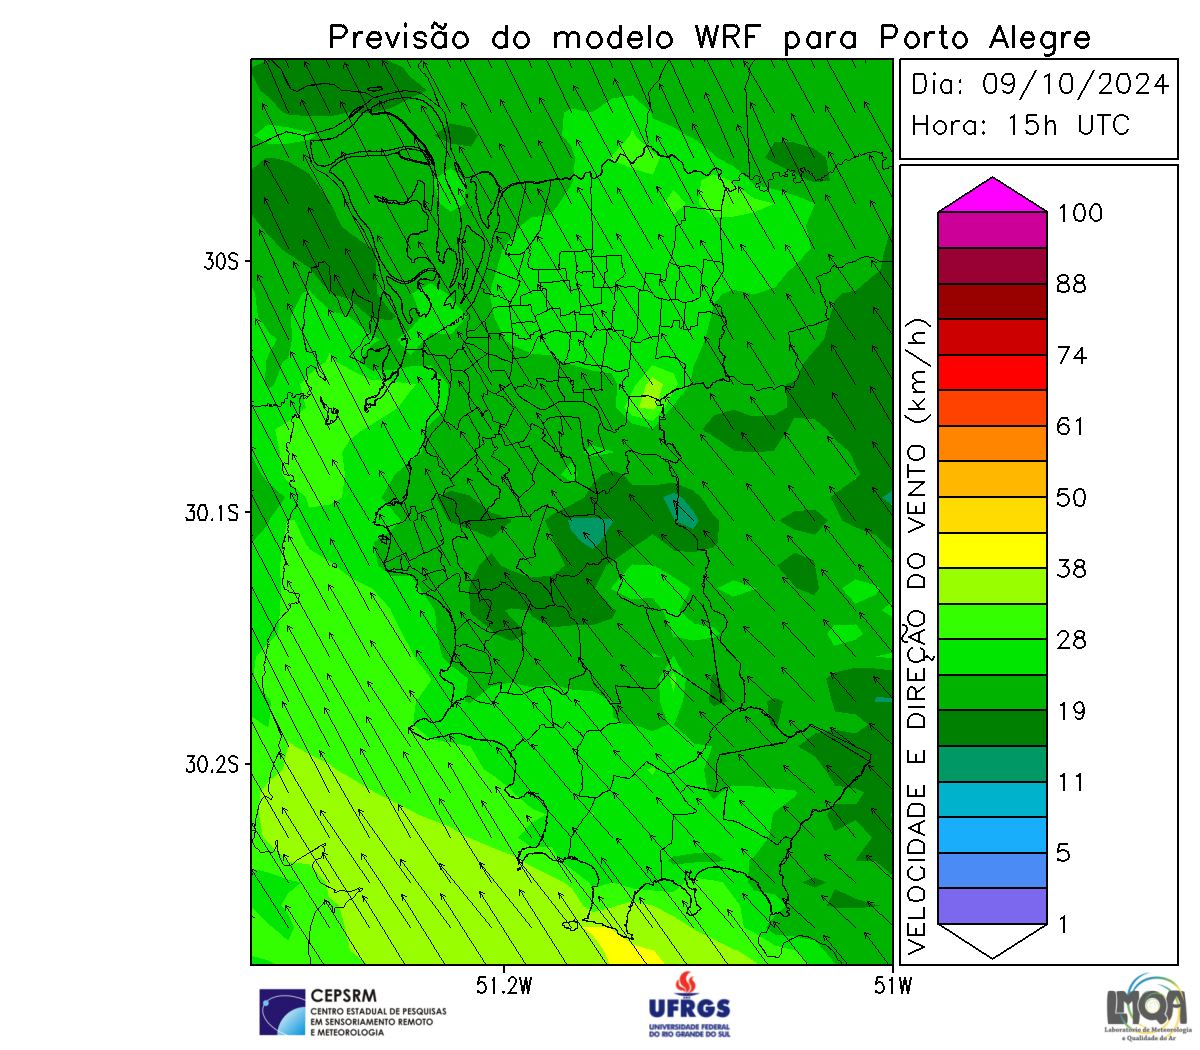 Previsão do modelo WRF para Porto Alegre
Dia: 09/10/2024
Hora: 15h UTC
100
88
74
61
50
38
28
19
11
5
1
VELOCIDADE E DIREÇÃO DO VENTO (km/h)
30S
30.1S
30.2S
51.2W
51W
CEPSRM
CENTRO ESTADUAL DE PESQUISAS
EM SENSORIAMENTO REMOTO
E METEOROLOGIA
UFRGS
UNIVERSIDADE FEDERAL
DO RIO GRANDE DO SUL
LMQA
Laboratório de Meteorologia
e Qualidade do Ar